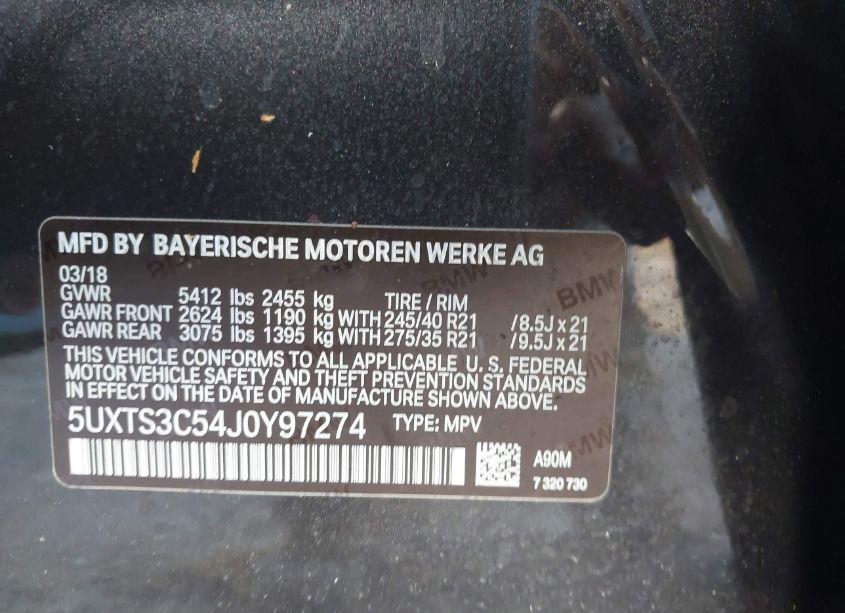 MFD BY BAYERISCHE MOTOREN WERKE AG
03/18
GVWR 5412 lbs 2455 kg TIRE / RIM
GAWR FRONT 2624 lbs 1190 kg WITH 245/40 R21 /8.5J x 21
GAWR REAR 3075 lbs 1395 kg WITH 275/35 R21 /9.5J x 21
THIS VEHICLE CONFORMS TO ALL APPLICABLE U. S. FEDERAL
MOTOR VEHICLE SAFETY AND THEFT PREVENTION STANDARDS
IN EFFECT ON THE DATE OF MANUFACTURE SHOWN ABOVE.
5UXTS3C54J0Y97274 TYPE: MPV
A90M
7 320 730
BMW
BMW
BMW